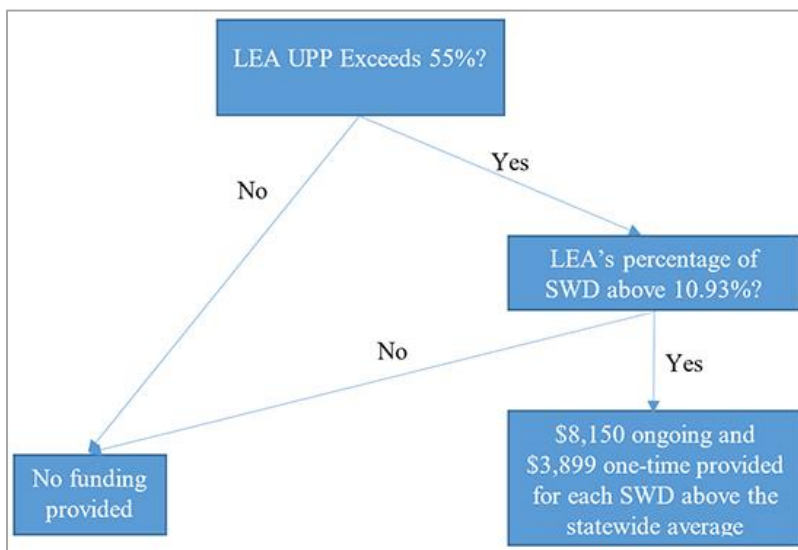 LEA UPP Exceeds 55%?
No
Yes
LEA’s percentage of
SWD above 10.93%?
No
Yes
No funding
provided
$8,150 ongoing and
$3,899 one-time provided
for each SWD above the
statewide average